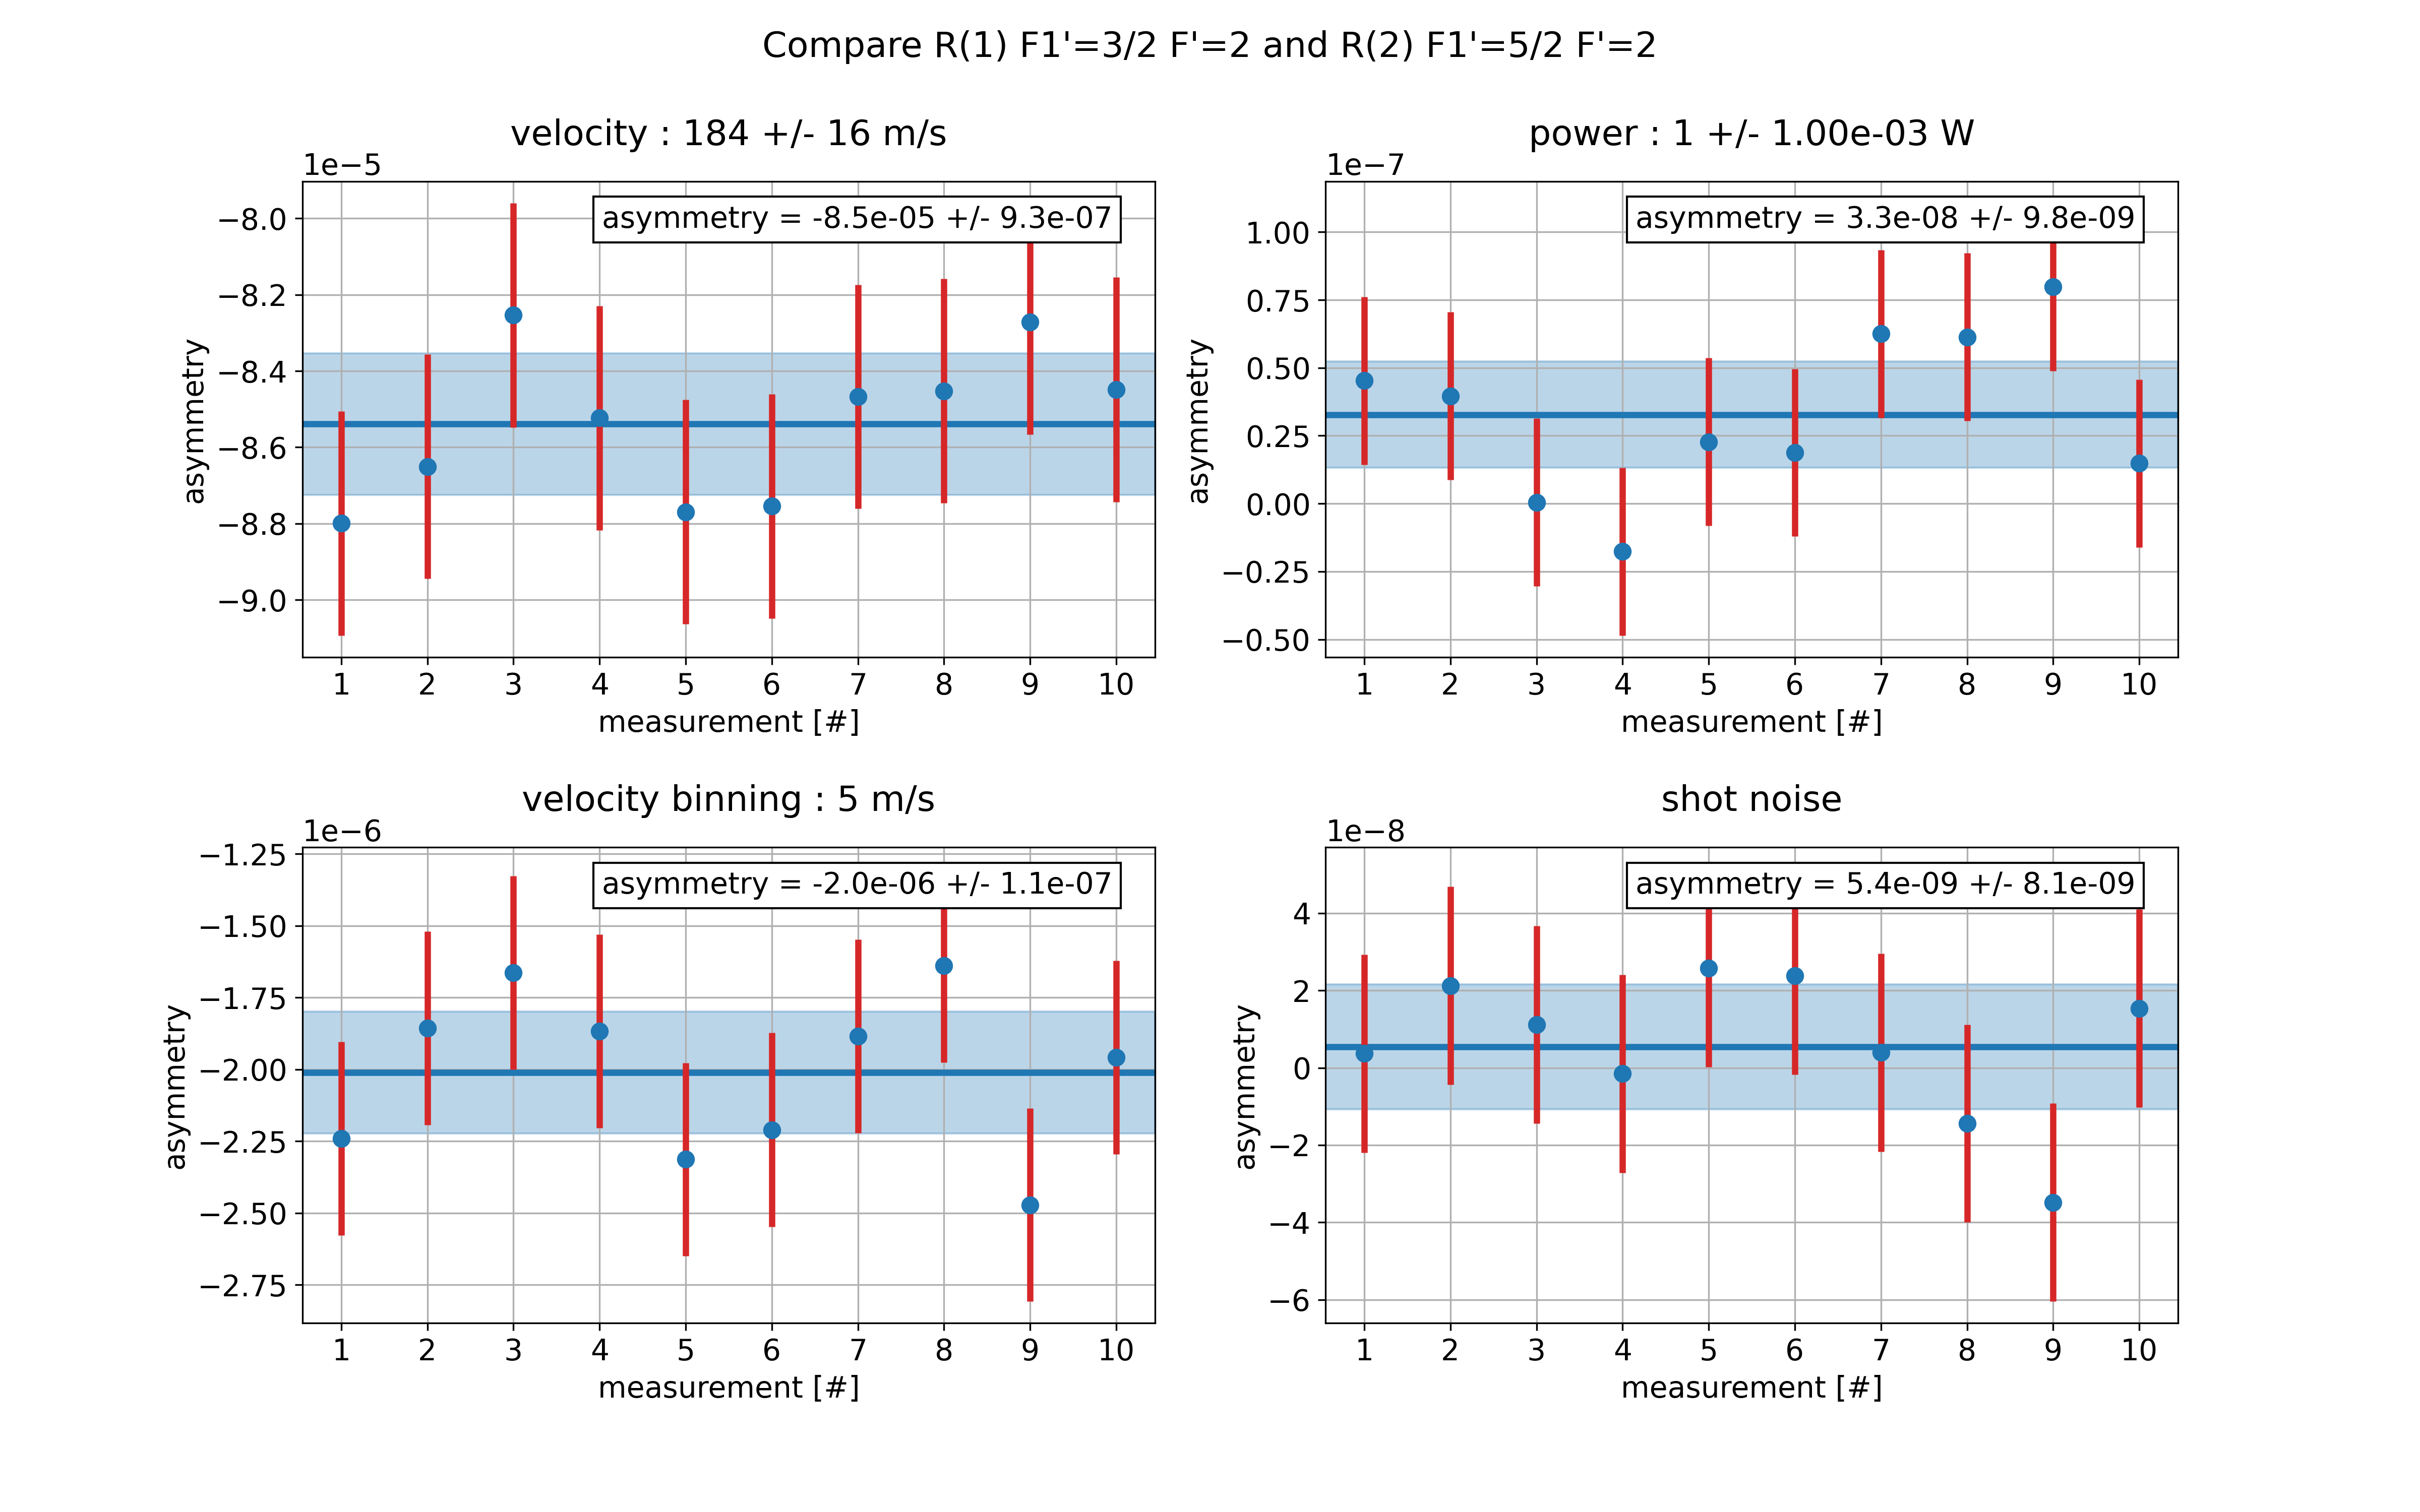 Compare R(1) F1'=3/2 F'=2 and R(2) F1'=5/2 F'=2
velocity : 184 +/- 16 m/s
1e−5
asymmetry = -8.5e-05 +/- 9.3e-07
−8.0
−8.2
−8.4
−8.6
−8.8
−9.0
asymmetry
1 2 3 4 5 6 7 8 9 10
measurement [#]
power : 1 +/- 1.00e-03 W
1e−7
asymmetry = 3.3e-08 +/- 9.8e-09
1.00
0.75
0.50
0.25
0.00
−0.25
−0.50
asymmetry
1 2 3 4 5 6 7 8 9 10
measurement [#]
velocity binning : 5 m/s
1e−6
asymmetry = -2.0e-06 +/- 1.1e-07
−1.25
−1.50
−1.75
−2.00
−2.25
−2.50
−2.75
asymmetry
1 2 3 4 5 6 7 8 9 10
measurement [#]
shot noise
1e−8
asymmetry = 5.4e-09 +/- 8.1e-09
4
2
0
−2
−4
−6
asymmetry
1 2 3 4 5 6 7 8 9 10
measurement [#]